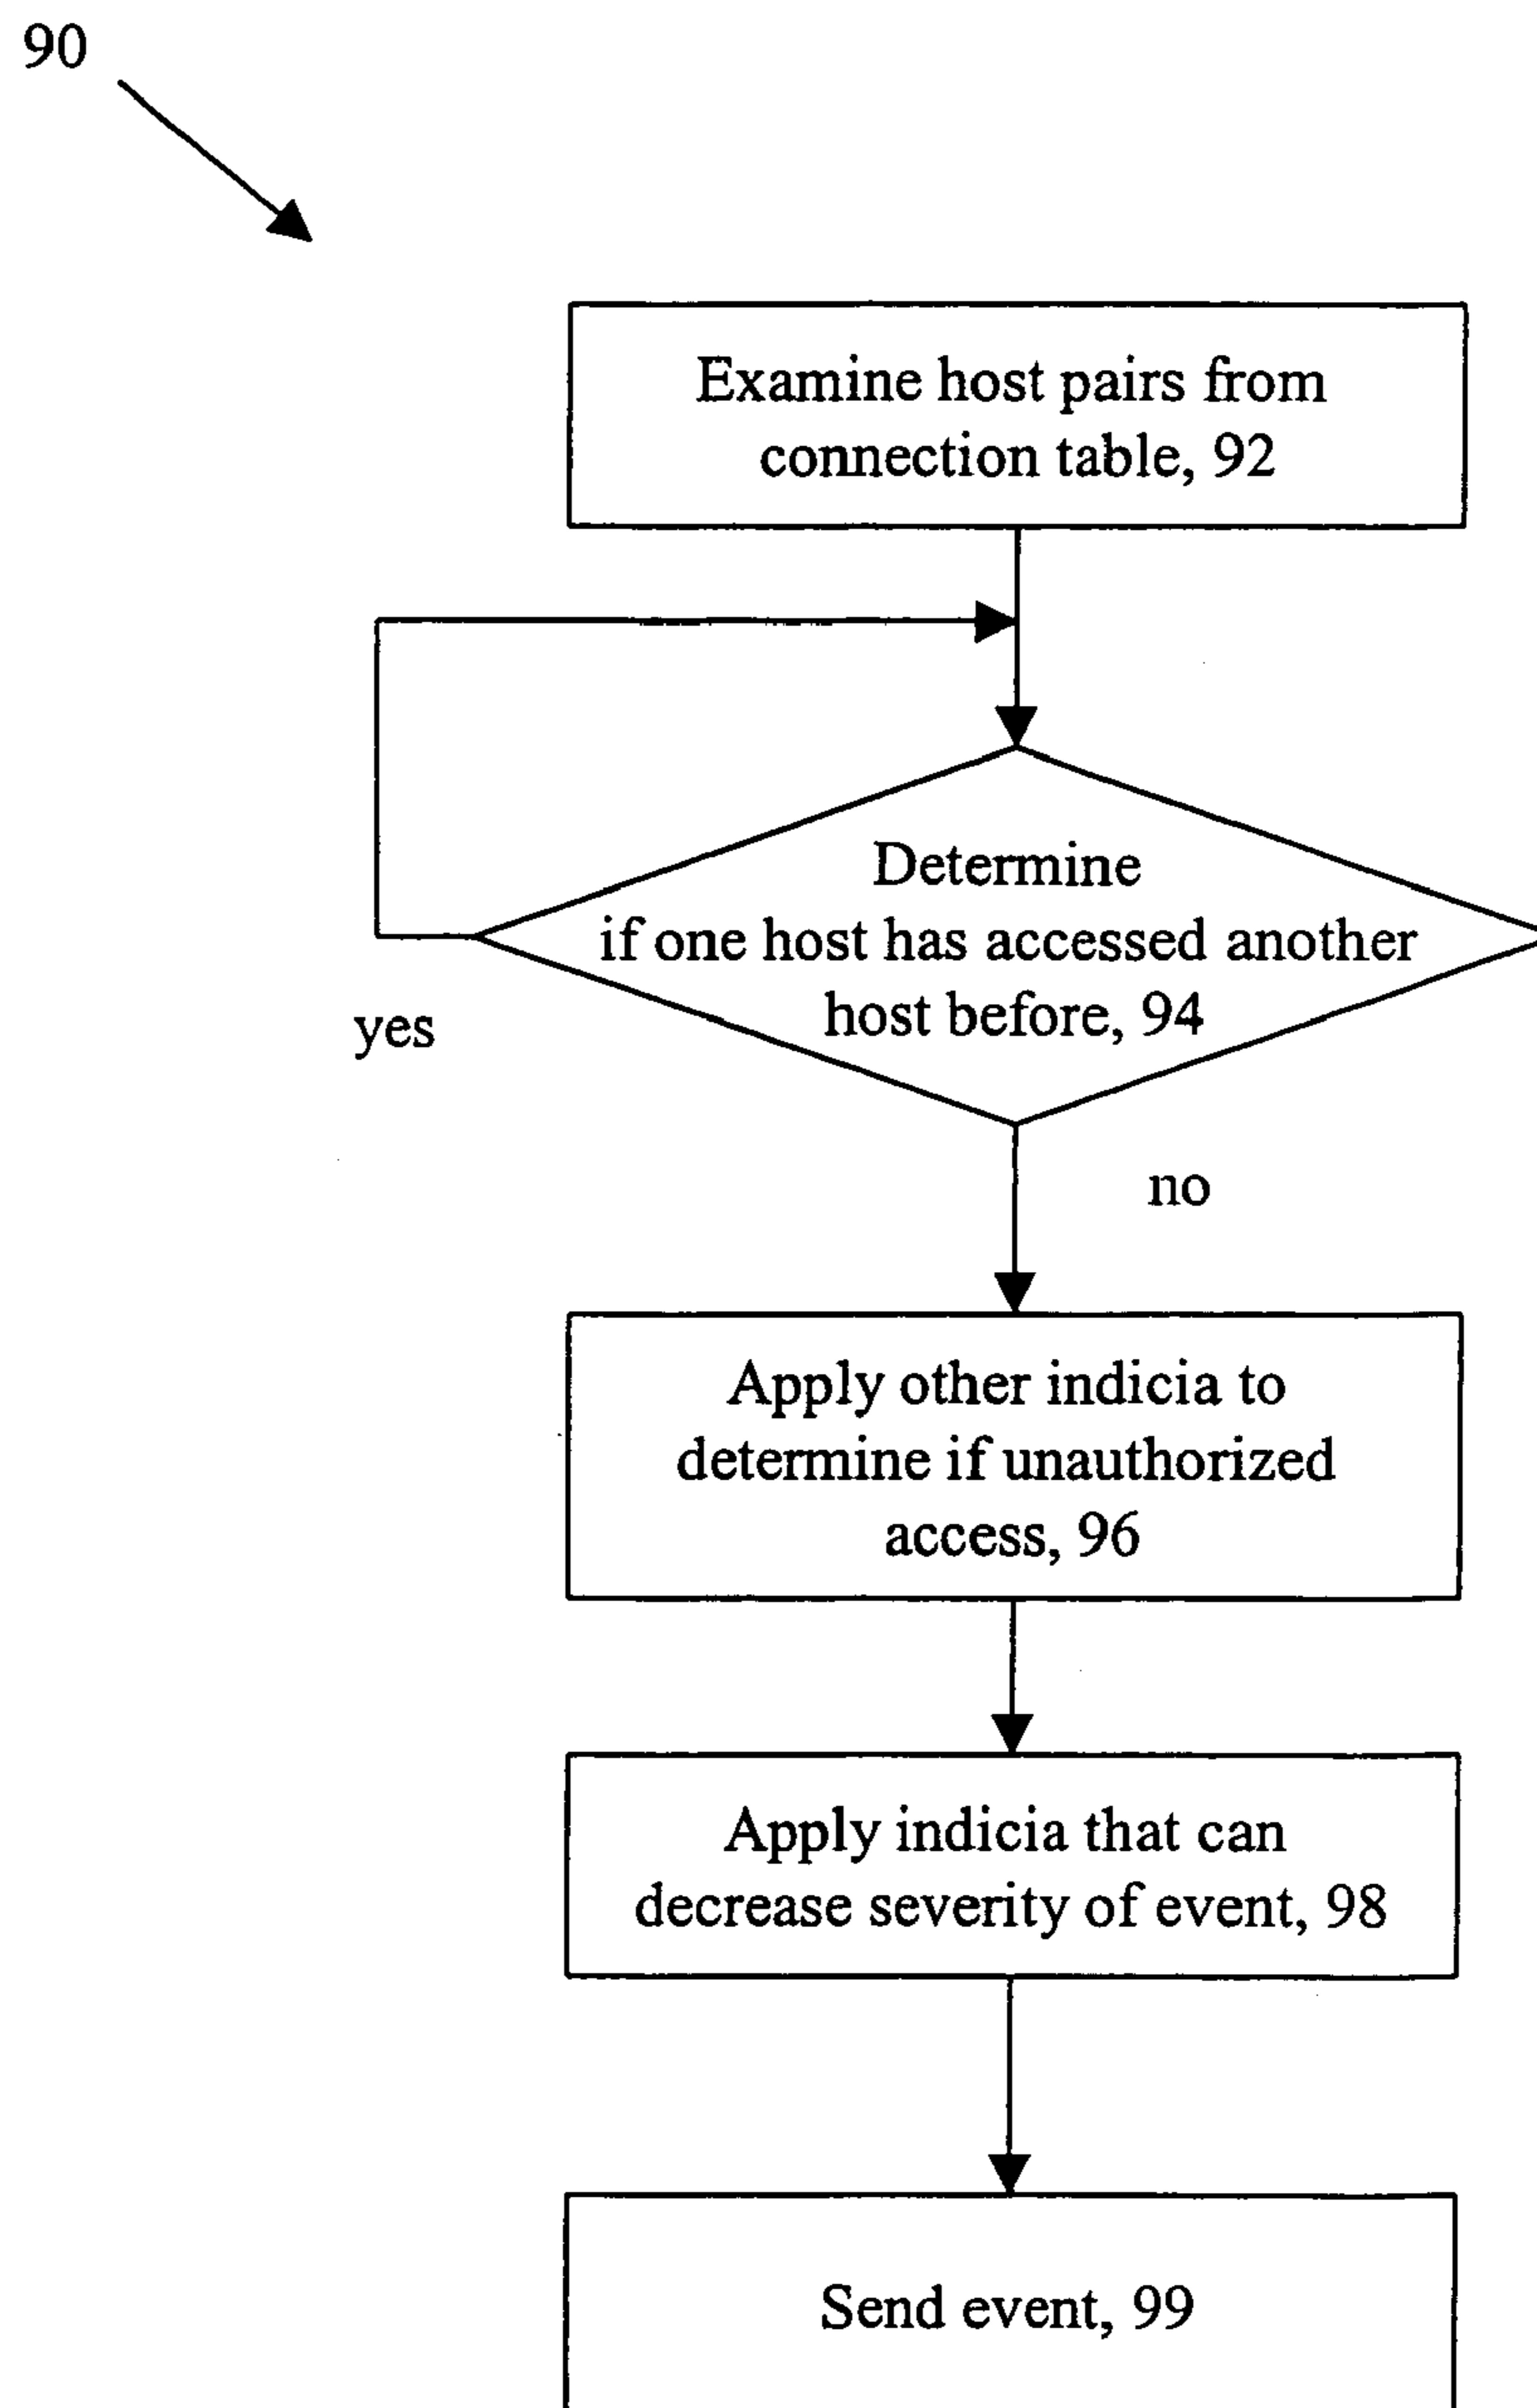 90
Examine host pairs from
connection table, 92
Determine
if one host has accessed another
host before, 94
yes
no
Apply other indicia to
determine if unauthorized
access, 96
Apply indicia that can
decrease severity of event, 98
Send event, 99